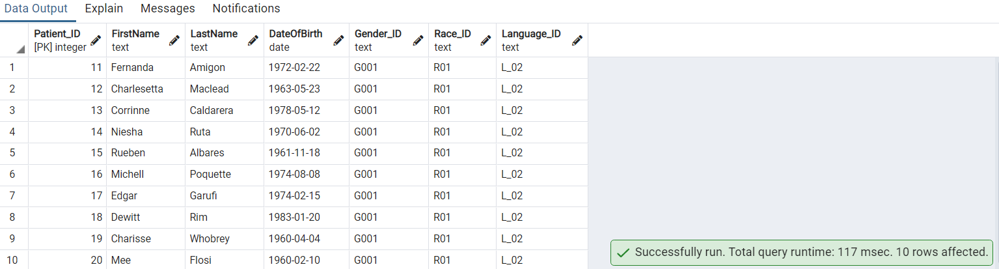 Data Output Explain Messages Notifications
Patient_ID FirstName LastName DateOfBirth Gender_ID Race_ID Language_ID
[PK] integer text text date text text text
1 11 Fernanda Amigon 1972-02-22 G001 R01 L_02
2 12 Charlesetta Maclead 1963-05-23 G001 R01 L_02
3 13 Corrinne Caldarera 1978-05-12 G001 R01 L_02
4 14 Niesha Ruta 1970-06-02 G001 R01 L_02
5 15 Rueben Albares 1961-11-18 G001 R01 L_02
6 16 Michell Poquette 1974-08-08 G001 R01 L_02
7 17 Edgar Garufi 1974-02-15 G001 R01 L_02
8 18 Dewitt Rim 1983-01-20 G001 R01 L_02
9 19 Charisse Whobrey 1960-04-04 G001 R01 L_02
10 20 Mee Flosi 1960-02-10 G001 R01 L_02
Successfully run. Total query runtime: 117 msec. 10 rows affected.